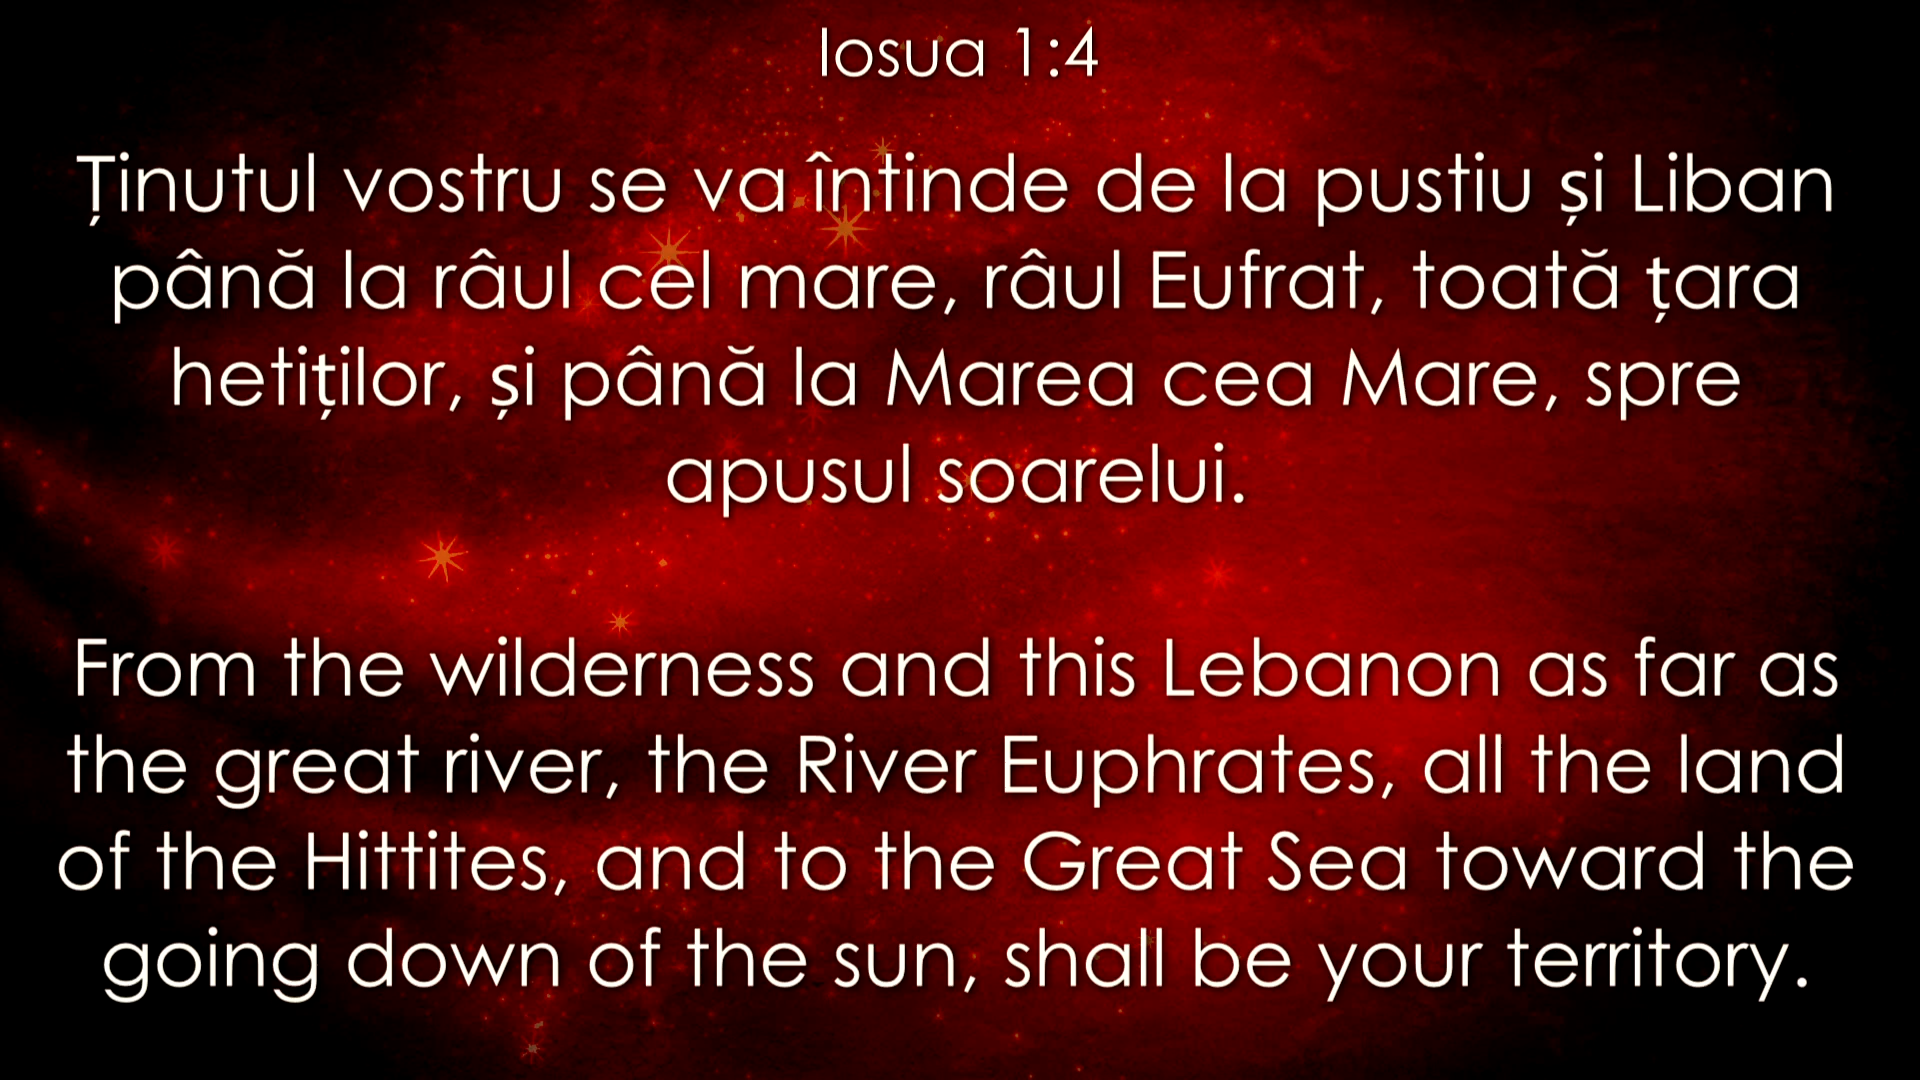 Iosua 1:4
Ținutul vostru se va întinde de la pustiu și Liban
până la râul cel mare, râul Eufrat, toată țara
hetiților, și până la Marea cea Mare, spre
apusul soarelui.
From the wilderness and this Lebanon as far as
the great river, the River Euphrates, all the land
of the Hittites, and to the Great Sea toward the
going down of the sun, shall be your territory.